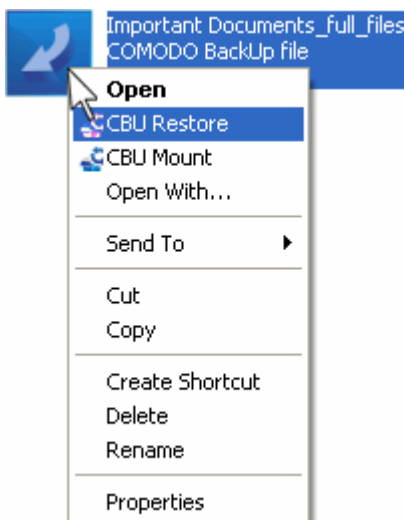 Important Documents_full_files
COMODO BackUp file
Open
CBU Restore
CBU Mount
Open With...
Send To
Cut
Copy
Create Shortcut
Delete
Rename
Properties